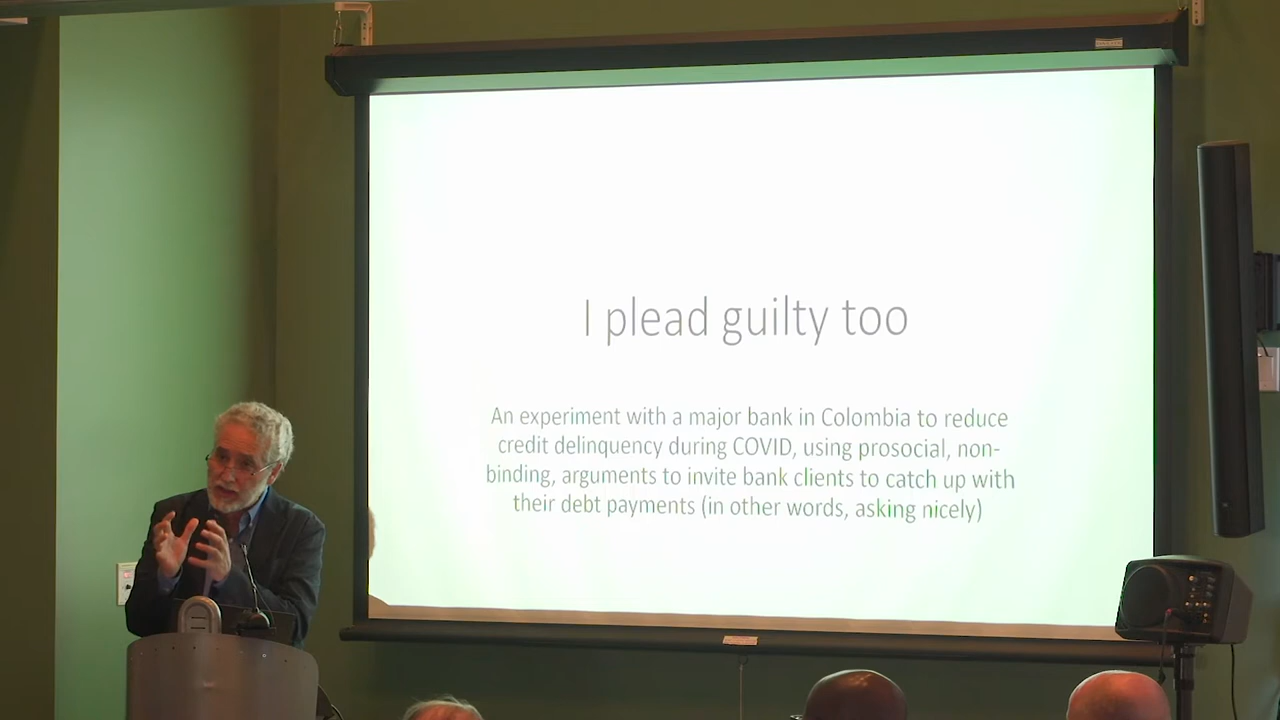 I plead guilty too
An experiment with a major bank in Colombia to reduce
credit delinquency during COVID, using prosocial, non-
binding, arguments to invite bank clients to catch up with
their debt payments (in other words, asking nicely)